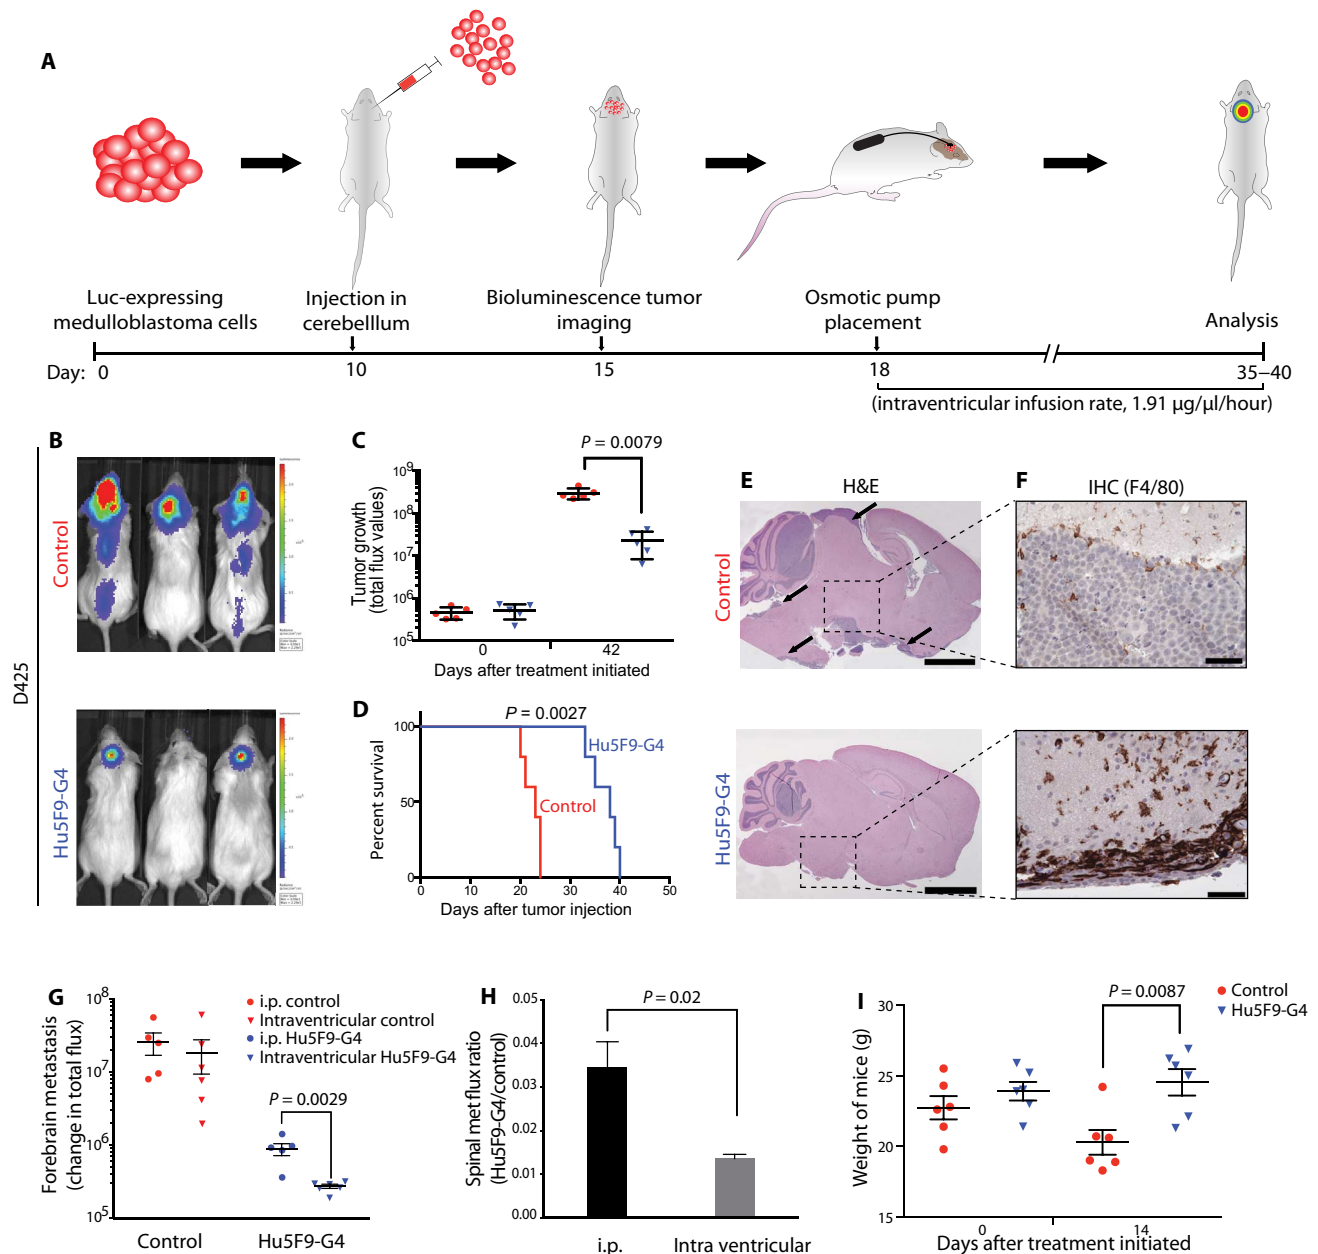 A
Luc-expressing
medulloblastoma cells
Injection in
cerebelllum
Bioluminescence tumor
imaging
Osmotic pump
placement
Analysis
Day: 0
10
15
18
35–40
(intraventricular infusion rate, 1.91 µg/µl/hour)
D425
B
Control
Hu5F9-G4
C
P = 0.0079
Tumor growth
(total flux values)
10⁹
10⁸
10⁷
10⁶
10⁵
0
42
Days after treatment initiated
D
P = 0.0027
Percent survival
100
50
0
Hu5F9-G4
Control
0 10 20 30 40 50
Days after tumor injection
E
H&E
Control
Hu5F9-G4
F
IHC (F4/80)
G
Forebrain metastasis
(change in total flux)
10⁸
10⁷
10⁶
10⁵
i.p. control
Intraventricular control
i.p. Hu5F9-G4
Intraventricular Hu5F9-G4
P = 0.0029
Control
Hu5F9-G4
H
Spinal met flux ratio
(Hu5F9-G4/control)
0.05
0.04
0.03
0.02
0.01
0.00
P = 0.02
i.p.
Intra ventricular
I
Weight of mice (g)
30
25
20
15
P = 0.0087
Control
Hu5F9-G4
0
14
Days after treatment initiated